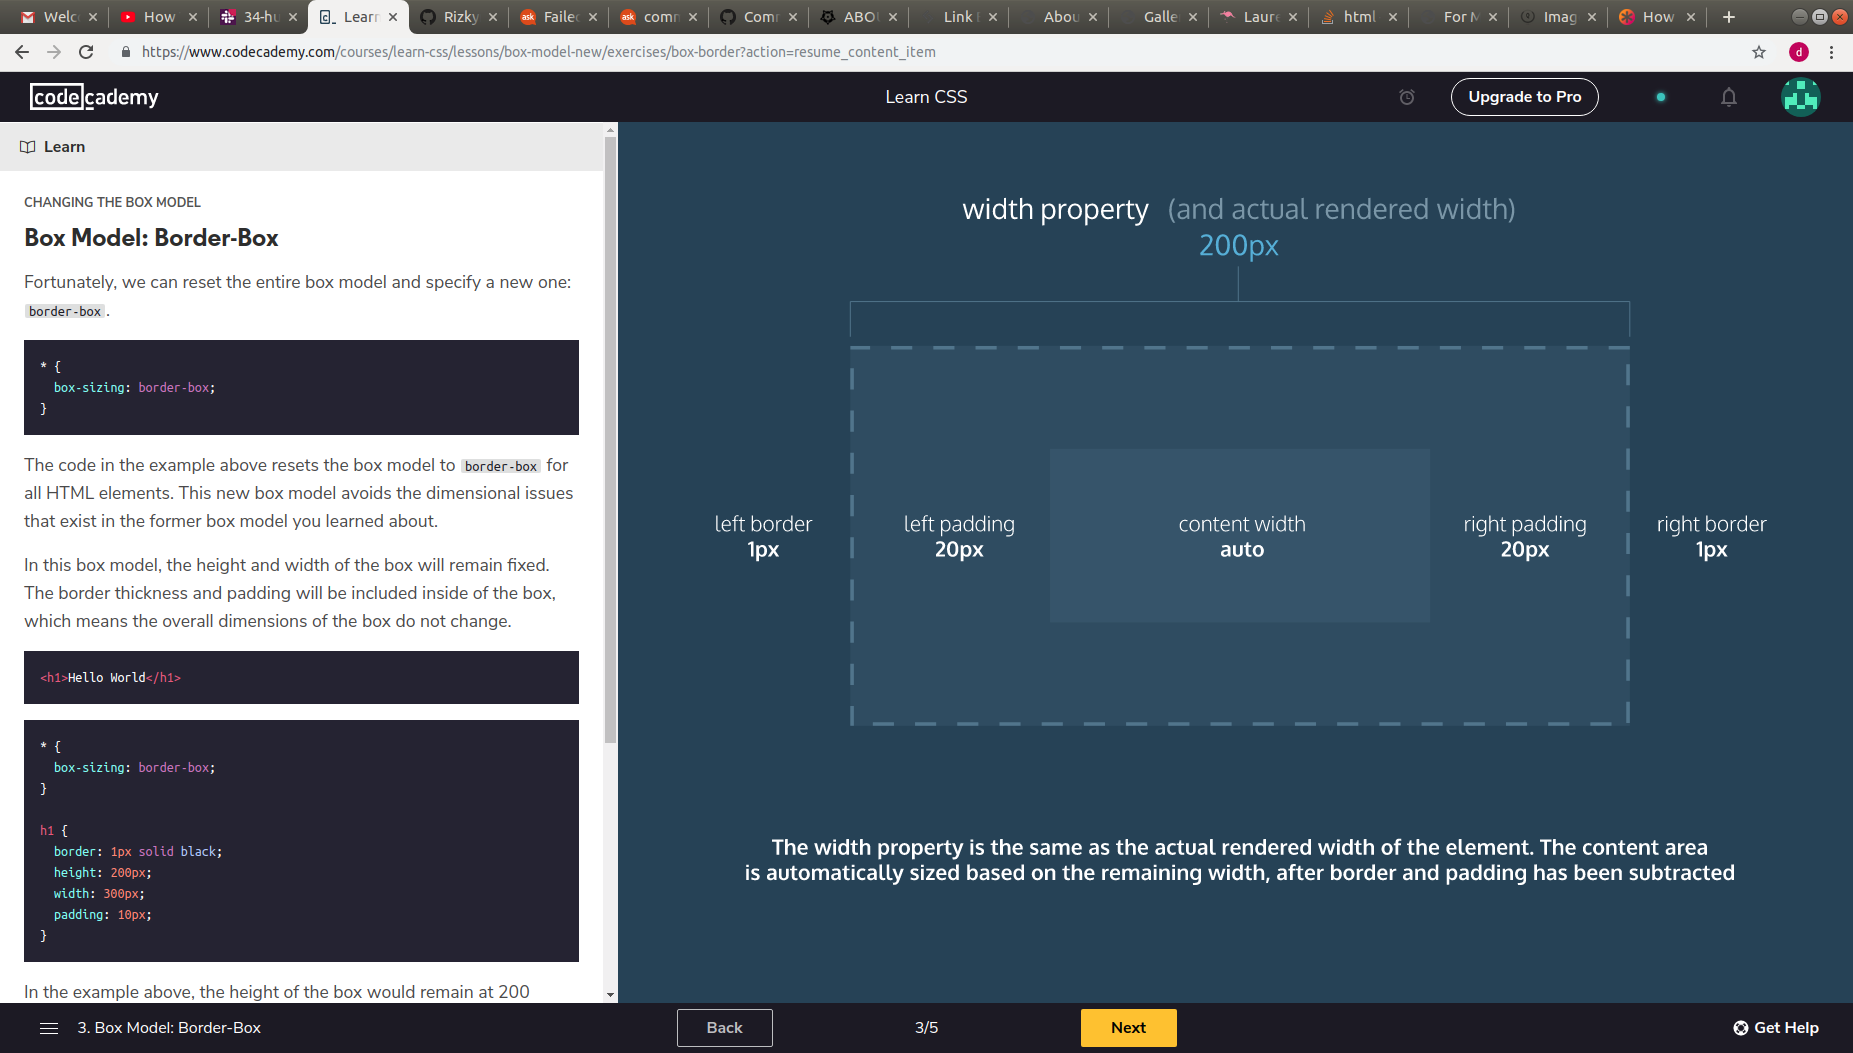 Welc
How
34-hu
Learn
Rizky
Failed
comm
Comm
ABOU
Link
Abou
Galle
Laure
html
For M
Imag
How
https://www.codecademy.com/courses/learn-css/lessons/box-model-new/exercises/box-border?action=resume_content_item
d
codecademy
Learn CSS
Upgrade to Pro
Learn
CHANGING THE BOX MODEL
Box Model: Border-Box
Fortunately, we can reset the entire box model and specify a new one:
border-box.
* {
box-sizing: border-box;
}
The code in the example above resets the box model to border-box for
all HTML elements. This new box model avoids the dimensional issues
that exist in the former box model you learned about.
In this box model, the height and width of the box will remain fixed.
The border thickness and padding will be included inside of the box,
which means the overall dimensions of the box do not change.
<h1>Hello World</h1>
* {
box-sizing: border-box;
}
h1 {
border: 1px solid black;
height: 200px;
width: 300px;
padding: 10px;
}
In the example above, the height of the box would remain at 200
width property (and actual rendered width)
200px
left border
1px
left padding
20px
content width
auto
right padding
20px
right border
1px
The width property is the same as the actual rendered width of the element. The content area
is automatically sized based on the remaining width, after border and padding has been subtracted
3. Box Model: Border-Box
Back
3/5
Next
Get Help